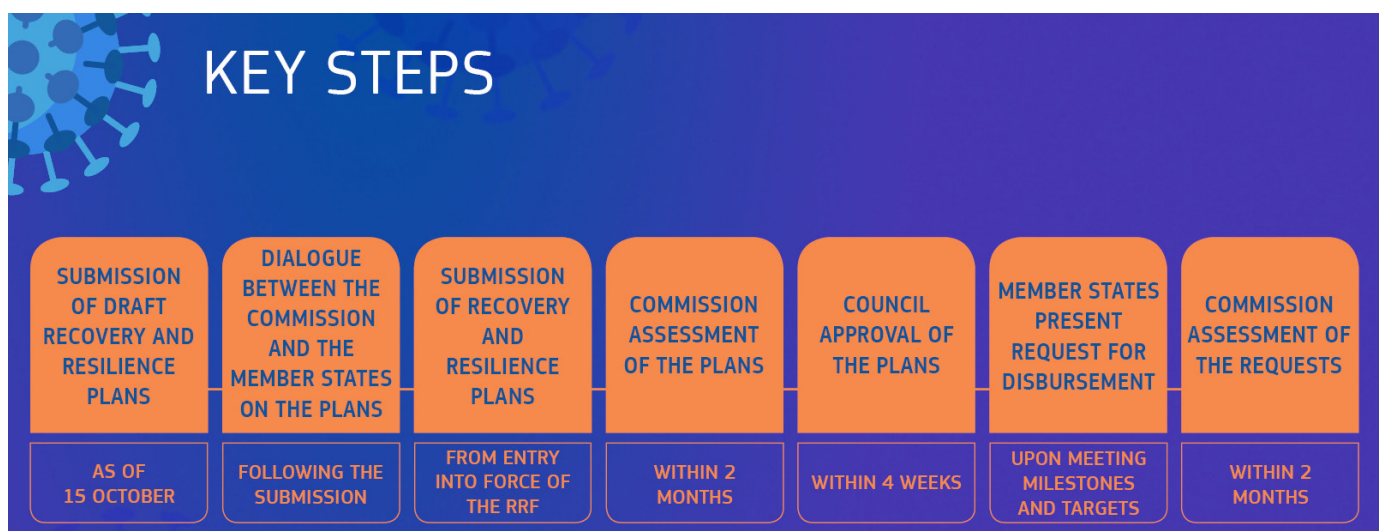 KEY STEPS
SUBMISSION
OF DRAFT
RECOVERY AND
RESILIENCE
PLANS
AS OF
15 OCTOBER
DIALOGUE
BETWEEN THE
COMMISSION
AND THE
MEMBER STATES
ON THE PLANS
FOLLOWING THE
SUBMISSION
SUBMISSION
OF RECOVERY
AND
RESILIENCE
PLANS
FROM ENTRY
INTO FORCE OF
THE RRF
COMMISSION
ASSESSMENT
OF THE PLANS
WITHIN 2
MONTHS
COUNCIL
APPROVAL OF
THE PLANS
WITHIN 4 WEEKS
MEMBER STATES
PRESENT
REQUEST FOR
DISBURSEMENT
UPON MEETING
MILESTONES
AND TARGETS
COMMISSION
ASSESSMENT OF
THE REQUESTS
WITHIN 2
MONTHS